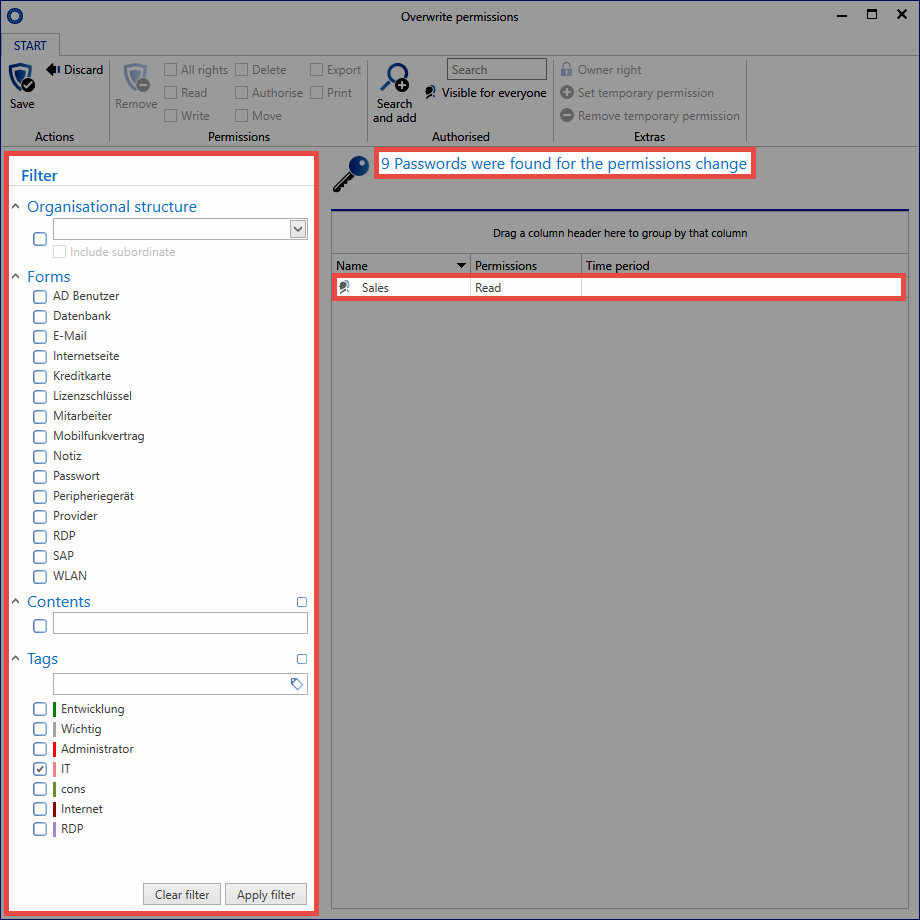 Overwrite permissions
START
Save
Discard
Actions
Remove
All rights
Delete
Export
Read
Authorise
Print
Write
Move
Permissions
Search and add
Search
Visible for everyone
Authorised
Owner right
Set temporary permission
Remove temporary permission
Extras
Filter
Organisational structure
Include subordinate
Forms
AD Benutzer
Datenbank
E-Mail
Internetseite
Kreditkarte
Lizenzschlüssel
Mitarbeiter
Mobilfunkvertrag
Notiz
Passwort
Peripheriegerät
Provider
RDP
SAP
WLAN
Contents
Tags
Entwicklung
Wichtig
Administrator
IT
cons
Internet
RDP
Clear filter
Apply filter
9 Passwords were found for the permissions change
Drag a column header here to group by that column
Name Permissions Time period
Sales Read